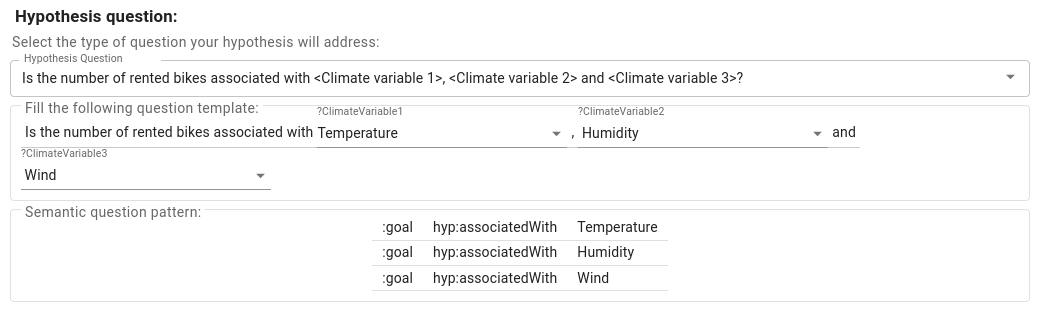 Hypothesis question:
Select the type of question your hypothesis will address:
Hypothesis Question
Is the number of rented bikes associated with <Climate variable 1>, <Climate variable 2> and <Climate variable 3>?
Fill the following question template:
?ClimateVariable1 ?ClimateVariable2
Is the number of rented bikes associated with Temperature , Humidity and
?ClimateVariable3
Wind
Semantic question pattern:
:goal hyp:associatedWith Temperature
:goal hyp:associatedWith Humidity
:goal hyp:associatedWith Wind